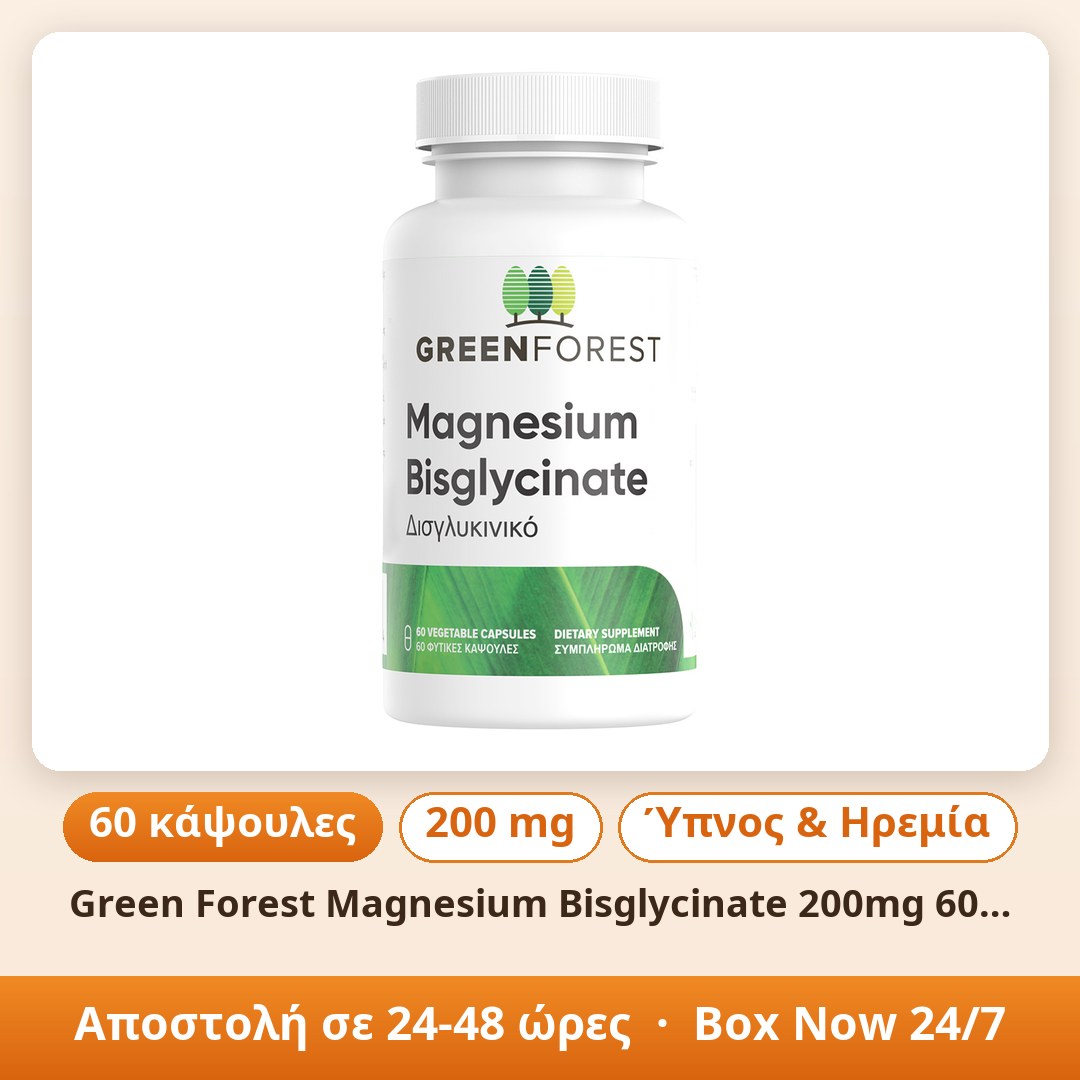 GREENFOREST
Magnesium
Bisglycinate
Δισγλυκινικό
60 VEGETABLE CAPSULES
60 ΦΥΤΙΚΕΣ ΚΑΨΟΥΛΕΣ
DIETARY SUPPLEMENT
ΣΥΜΠΛΗΡΩΜΑ ΔΙΑΤΡΟΦΗΣ
60 κάψουλες
200 mg
Ύπνος & Ηρεμία
Green Forest Magnesium Bisglycinate 200mg 60...
Αποστολή σε 24-48 ώρες · Box Now 24/7